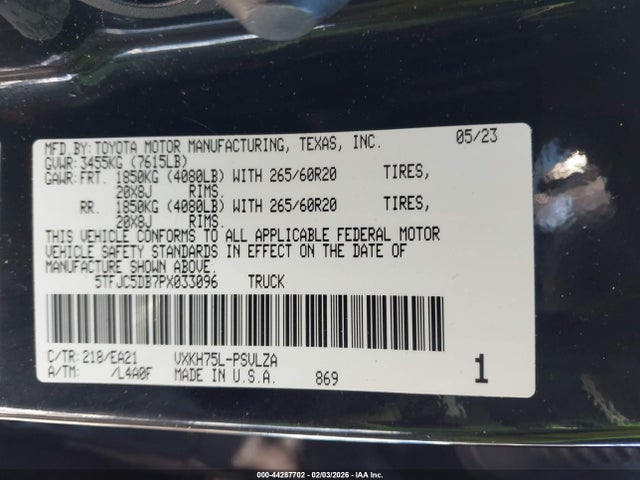 MFD BY: TOYOTA MOTOR MANUFACTURING, TEXAS, INC. 05/23
GVWR: 3455KG (7615LB)
GAWR: FRT. 1850KG (4080LB) WITH 265/60R20 TIRES,
20X8J RIMS.
RR. 1850KG (4080LB) WITH 265/60R20 TIRES,
20X8J RIMS.
THIS VEHICLE CONFORMS TO ALL APPLICABLE FEDERAL MOTOR
VEHICLE SAFETY STANDARDS IN EFFECT ON THE DATE OF
MANUFACTURE SHOWN ABOVE.
5TFJC5DB7PX033096 TRUCK
C/TR: 218/EA21 VXKH75L-PSVLZA
A/TM: /L4A0F MADE IN U.S.A. 869 1
000-44287702 - 02/03/2026 - IAA Inc.